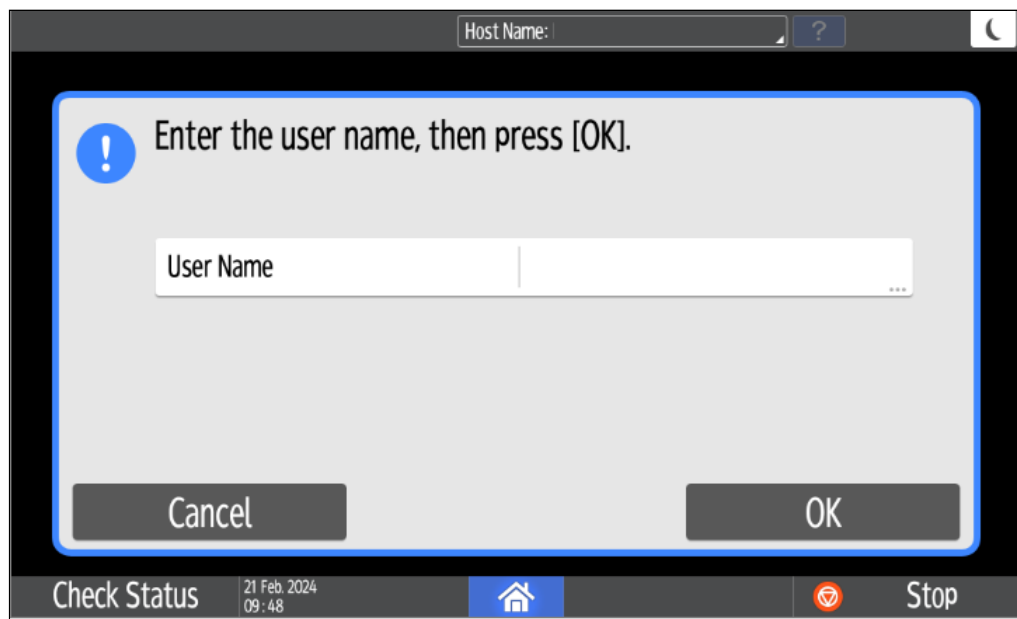 Host Name:
?
Enter the user name, then press [OK].
User Name
...
Cancel
OK
Check Status
21 Feb. 2024
09:48
Stop